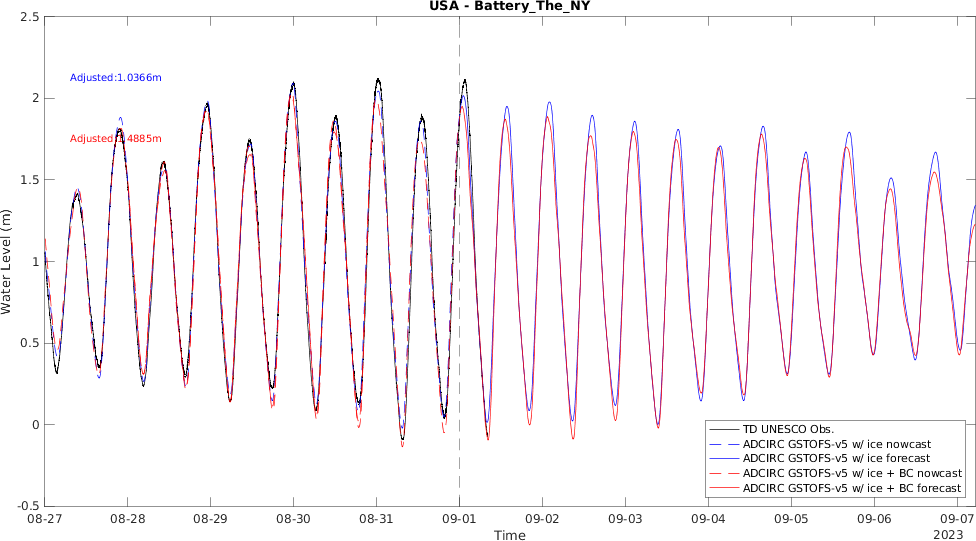 USA - Battery_The_NY
2.5
2
1.5
1
0.5
0
-0.5
Water Level (m)
Adjusted:1.0366m
Adjusted: 4885m
TD UNESCO Obs.
ADCIRC GSTOFS-v5 w/ ice nowcast
ADCIRC GSTOFS-v5 w/ ice forecast
ADCIRC GSTOFS-v5 w/ ice + BC nowcast
ADCIRC GSTOFS-v5 w/ ice + BC forecast
08-27 08-28 08-29 08-30 08-31 09-01 09-02 09-03 09-04 09-05 09-06 09-07
Time
2023